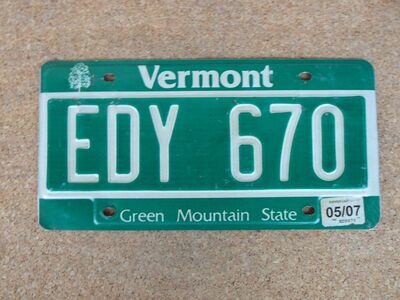 Vermont
EDY 670
Green Mountain State
05/07